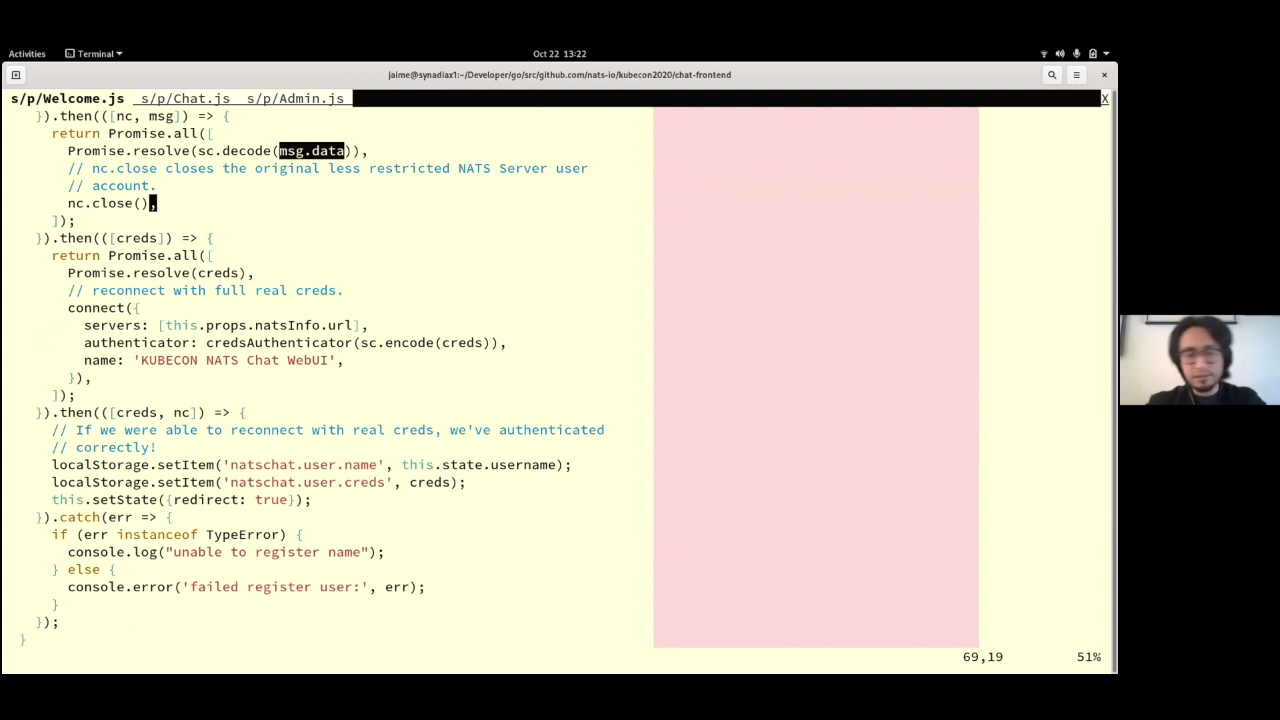 Activities Terminal Oct 22 13:22
jaime@synadiax1:~/Developer/go/src/github.com/nats-io/kubecon2020/chat-frontend
s/p/Welcome.js s/p/Chat.js s/p/Admin.js X
}).then(([nc, msg]) => {
return Promise.all([
Promise.resolve(sc.decode(msg.data)),
// nc.close closes the original less restricted NATS Server user
// account.
nc.close(),
]);
}).then(([creds]) => {
return Promise.all([
Promise.resolve(creds),
// reconnect with full real creds.
connect({
servers: [this.props.natsInfo.url],
authenticator: credsAuthenticator(sc.encode(creds)),
name: 'KUBECON NATS Chat WebUI',
}),
]);
}).then(([creds, nc]) => {
// If we were able to reconnect with real creds, we've authenticated
// correctly!
localStorage.setItem('natschat.user.name', this.state.username);
localStorage.setItem('natschat.user.creds', creds);
this.setState({redirect: true});
}).catch(err => {
if (err instanceof TypeError) {
console.log("unable to register name");
} else {
console.error('failed register user:', err);
}
});
}
69,19 51%